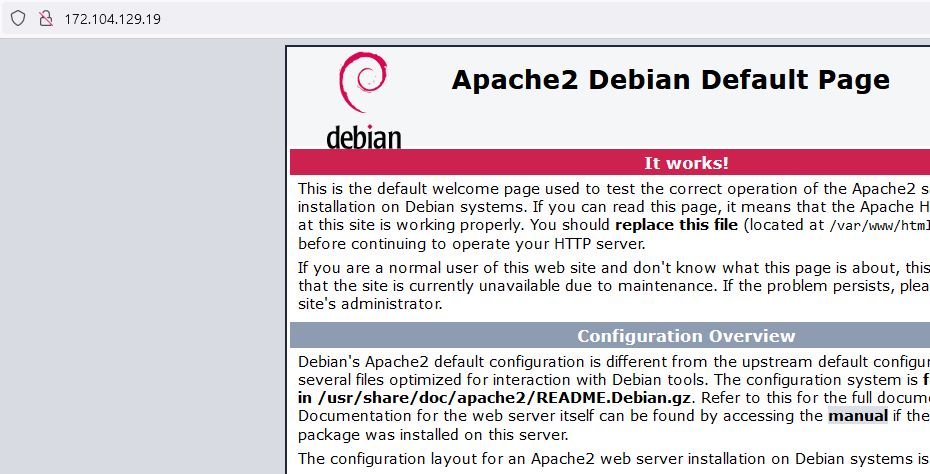 172.104.129.19
Apache2 Debian Default Page
debian
It works!
This is the default welcome page used to test the correct operation of the Apache2
installation on Debian systems. If you can read this page, it means that the Apache
at this site is working properly. You should replace this file (located at /var/www/html
before continuing to operate your HTTP server.
If you are a normal user of this web site and don't know what this page is about, this
that the site is currently unavailable due to maintenance. If the problem persists,
site's administrator.
Configuration Overview
Debian's Apache2 default configuration is different from the upstream default
several files optimized for interaction with Debian tools. The configuration system is
in /usr/share/doc/apache2/README.Debian.gz. Refer to this for the full
Documentation for the web server itself can be found by accessing the manual if the
package was installed on this server.
The configuration layout for an Apache2 web server installation on Debian systems is